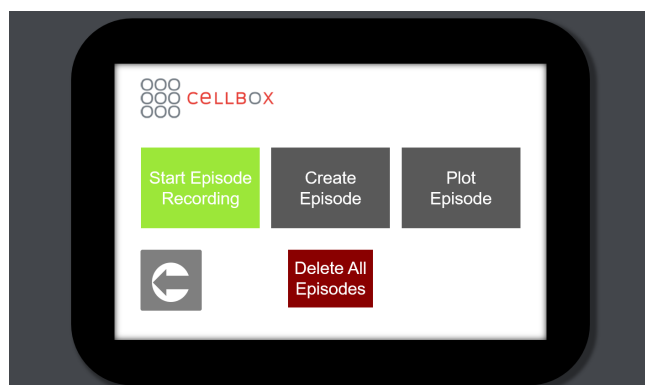 CELLBOX
Start Episode
Recording
Create
Episode
Plot
Episode
Delete All
Episodes